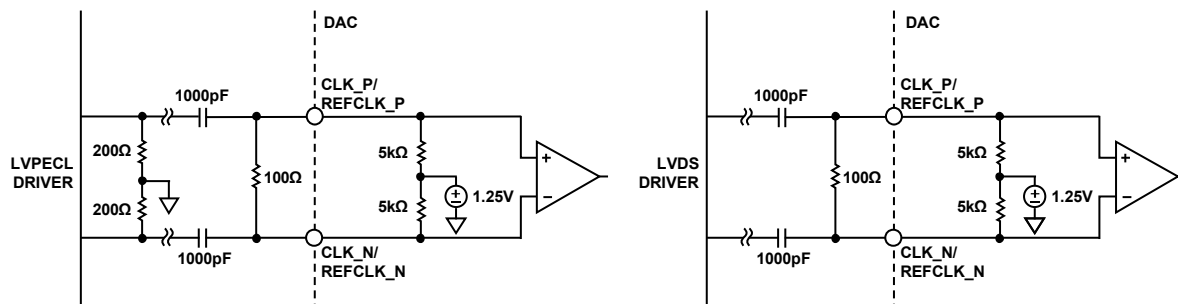 DAC
CLK_P/
REFCLK_P
1000pF
200Ω
LVPECL
DRIVER
200Ω
100Ω
5kΩ
5kΩ
1.25V
+
−
1000pF
CLK_N/
REFCLK_N
DAC
CLK_P/
REFCLK_P
1000pF
LVDS
DRIVER
100Ω
5kΩ
5kΩ
1.25V
+
−
1000pF
CLK_N/
REFCLK_N